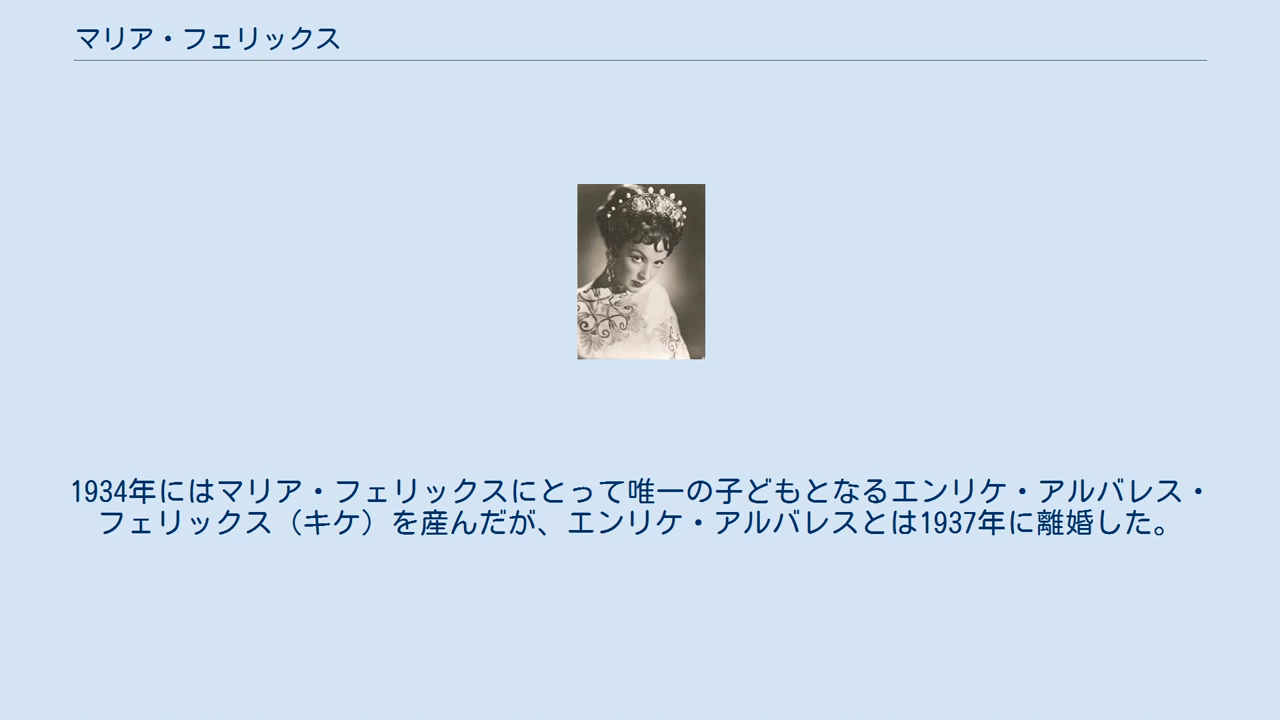 マリア・フェリックス
1934年にはマリア・フェリックスにとって唯一の子どもとなるエンリケ・アルバレス・
フェリックス（キケ）を産んだが、エンリケ・アルバレスとは1937年に離婚した。